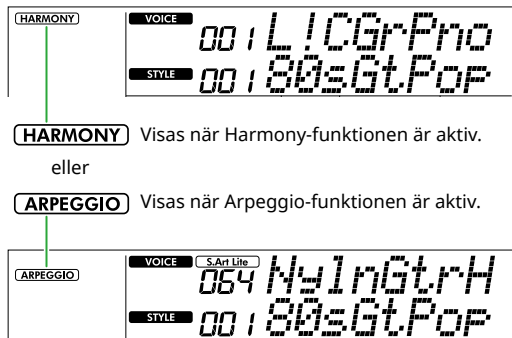 HARMONY VOICE 001 L!CGrPno
STYLE 001 80sGtPop
HARMONY Visas när Harmony-funktionen är aktiv.
eller
ARPEGGIO Visas när Arpeggio-funktionen är aktiv.
ARPEGGIO VOICE S.Art Lite 064 NylnGtrH
STYLE 001 80sGtPop